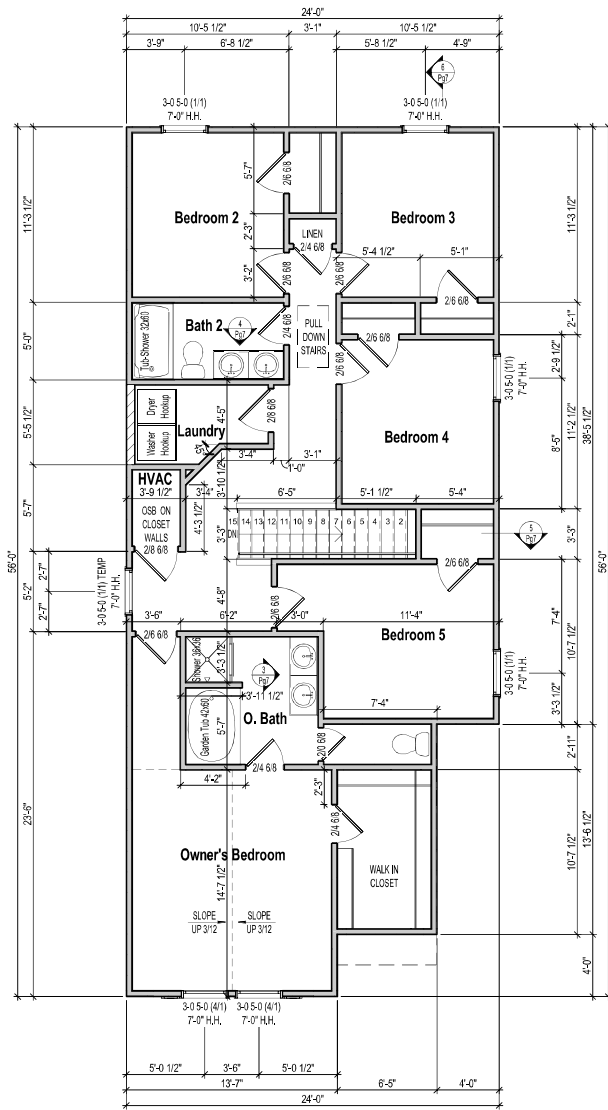 24'-0"
10'-5 1/2"
3'-1"
10'-5 1/2"
3'-9"
6'-8 1/2"
5'-8 1/2"
4'-9"
6
Pg7
3-0 5-0 (1/1)
7'-0" H.H.
3-0 5-0 (1/1)
7'-0" H.H.
11'-3 1/2"
5'-7"
2/6 6/8
11'-3 1/2"
Bedroom 2
Bedroom 3
LINEN
2/4 6/8
2'-3"
5'-4 1/2"
5'-1"
3'-2"
2/6 6/8
2/6 6/8
2/6 6/8
5'-0"
Tub-Shower 32x60
Bath 2
4
Pg7
2/4 6/8
PULL
DOWN
STAIRS
2/6 6/8
2/6 6/8
2'-1"
2'-9 1/2"
3-0 5-0 (1/1)
7'-0" H.H.
11'-2 1/2"
38'-5 1/2"
5'-5 1/2"
Dryer
Hookup
Washer
Hookup
Laundry
4'-5"
2/8 6/8
Bedroom 4
8'-5"
45°
3'-4"
1'-0"
3'-1"
HVAC
3'-9 1/2"
3'-4"
3'-10 1/2"
6'-5"
5'-1 1/2"
5'-4"
5'-7"
OSB ON
CLOSET
WALLS
2/8 6/8
4'-3 1/2"
3'-3"
15 14 13 12 11 10 9 8 7 6 5 4 3 2
DN
5
Pg7
3'-3"
2/6 6/8
56'-0"
56'-0"
5'-2"
2'-7"
2'-7"
3-0 5-0 (1/1) TEMP
7'-0" H.H.
4'-8"
2/6 6/8
3'-6"
6'-2"
3'-0"
11'-4"
7'-4"
10'-7 1/2"
2/6 6/8
Shower 36x36
3'-3 1/2"
3
Pg7
Bedroom 5
3-0 5-0 (1/1)
7'-0" H.H.
3'-3 1/2"
3'-11 1/2"
7'-4"
Garden Tub 42x60
5'-7"
O. Bath
2/0 6/8
2'-11"
4'-2"
2/4 6/8
2'-3"
2/4 6/8
23'-6"
Owner's Bedroom
14'-7 1/2"
WALK IN
CLOSET
10'-7 1/2"
13'-6 1/2"
SLOPE
UP 3/12
SLOPE
UP 3/12
4'-0"
3-0 5-0 (4/1)
7'-0" H.H.
3-0 5-0 (4/1)
7'-0" H.H.
5'-0 1/2"
3'-6"
5'-0 1/2"
13'-7"
6'-5"
4'-0"
24'-0"